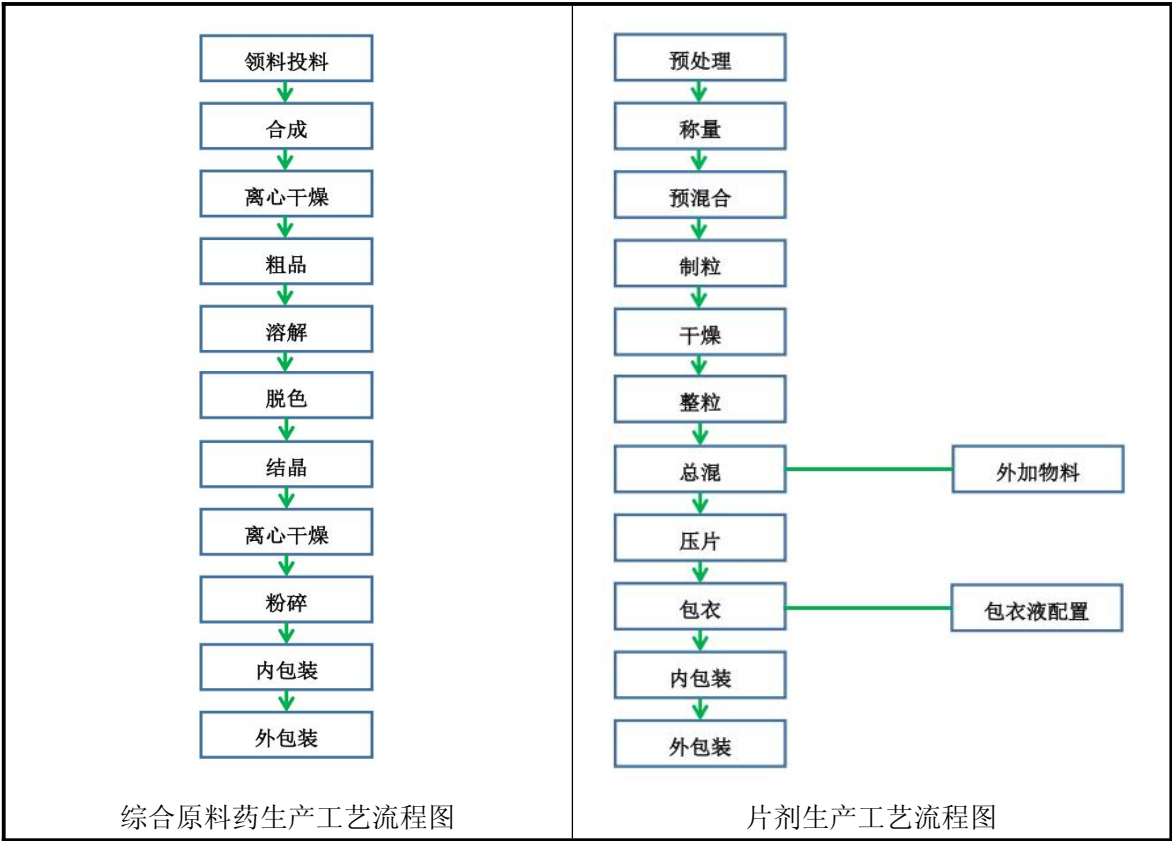 领料投料
合成
离心干燥
粗品
溶解
脱色
结晶
离心干燥
粉碎
内包装
外包装
综合原料药生产工艺流程图
预处理
称量
预混合
制粒
干燥
整粒
总混
外加物料
压片
包衣
包衣液配置
内包装
外包装
片剂生产工艺流程图